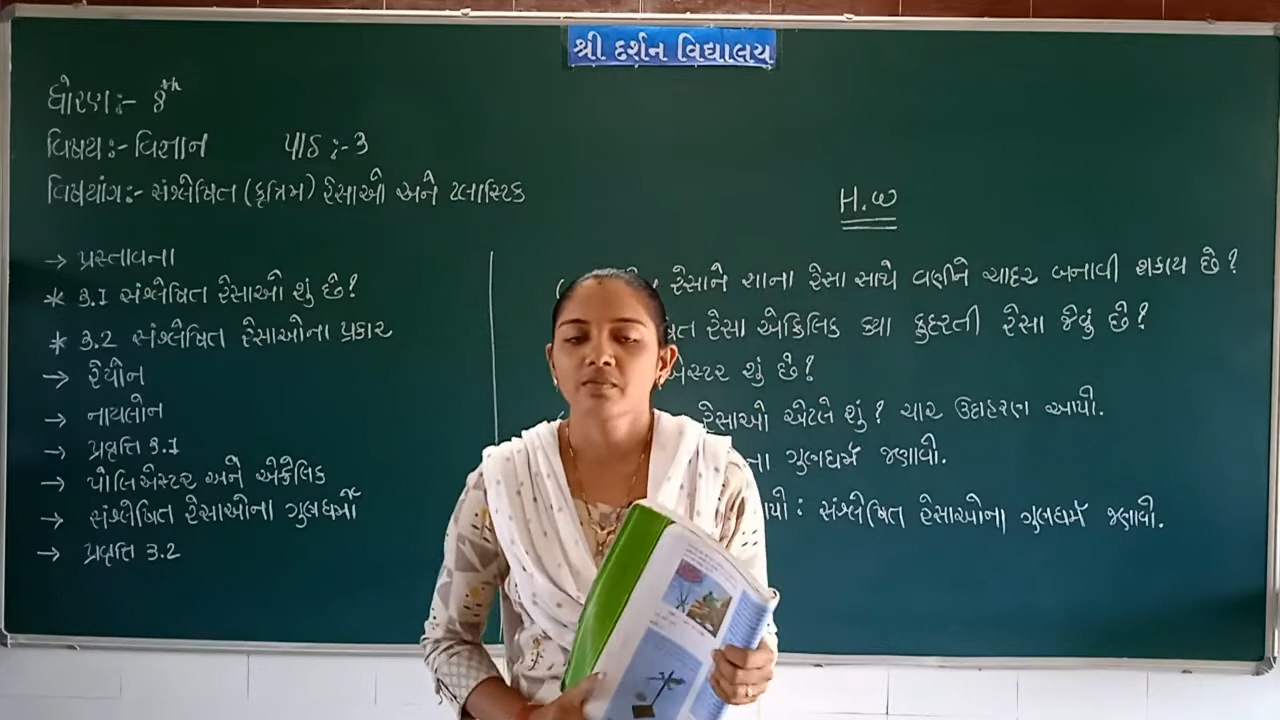 શ્રી દર્શન વિદ્યાલય
ધોરણ:- 8th
વિષય:- વિજ્ઞાન પાઠ :- 3
વિષયાંગ:- સંશ્લેષિત (કૃત્રિમ) રેસાઓ અને પ્લાસ્ટિક
→ પ્રસ્તાવના
* 3.1 સંશ્લેષિત રેસાઓ શું છે?
* 3.2 સંશ્લેષિત રેસાઓના પ્રકાર
→ રેયોન
→ નાયલોન
→ પ્રવૃત્તિ 3.1
→ પોલિએસ્ટર અને એક્રેલિક
→ સંશ્લેષિત રેસાઓના ગુણધર્મો
→ પ્રવૃત્તિ 3.2
H.W
રેસાને શાના રેસા સાથે વણીને ચાદર બનાવી શકાય છે?
રેસા એક્રિલિક ક્યા કુદરતી રેસા જેવું છે?
શું છે?
રેસાઓ એટલે શું? ચાર ઉદાહરણ આપો.
ના ગુણધર્મ જણાવો.
: સંશ્લેષિત રેસાઓના ગુણધર્મ જણાવો.